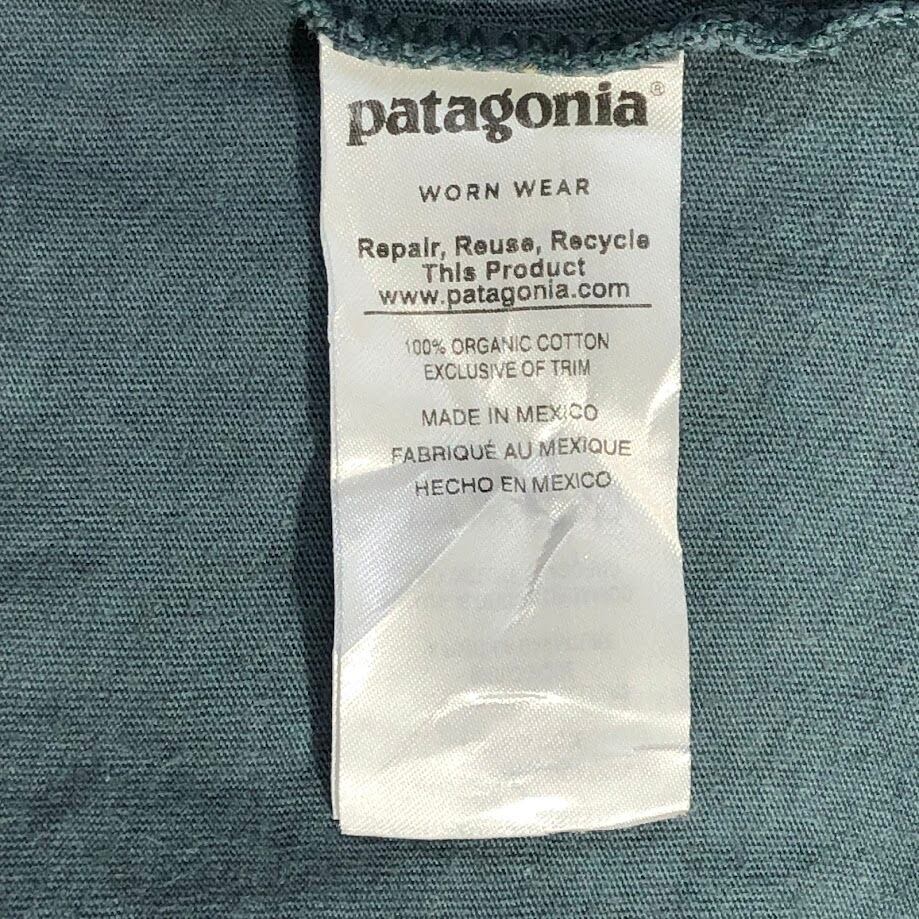 patagonia®
WORN WEAR
Repair, Reuse, Recycle
This Product
www.patagonia.com
100% ORGANIC COTTON
EXCLUSIVE OF TRIM
MADE IN MEXICO
FABRIQUÉ AU MEXIQUE
HECHO EN MEXICO